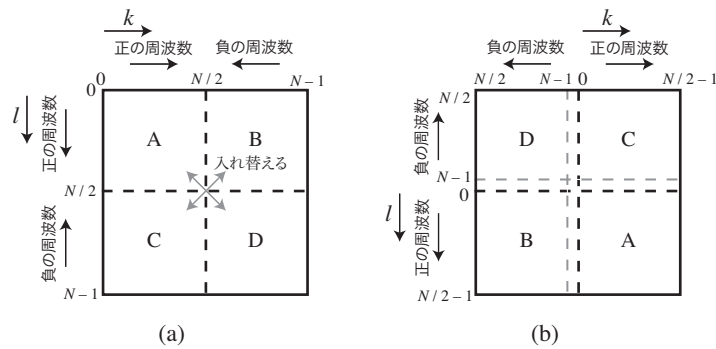 k
正の周波数
負の周波数
0
N/2
N−1
0
l
正の周波数
A
B
入れ替える
N/2
負の周波数
C
D
N−1
(a)
k
負の周波数
正の周波数
N/2
N−1
0
N/2−1
N/2
負の周波数
D
C
N−1
0
l
正の周波数
B
A
N/2−1
(b)